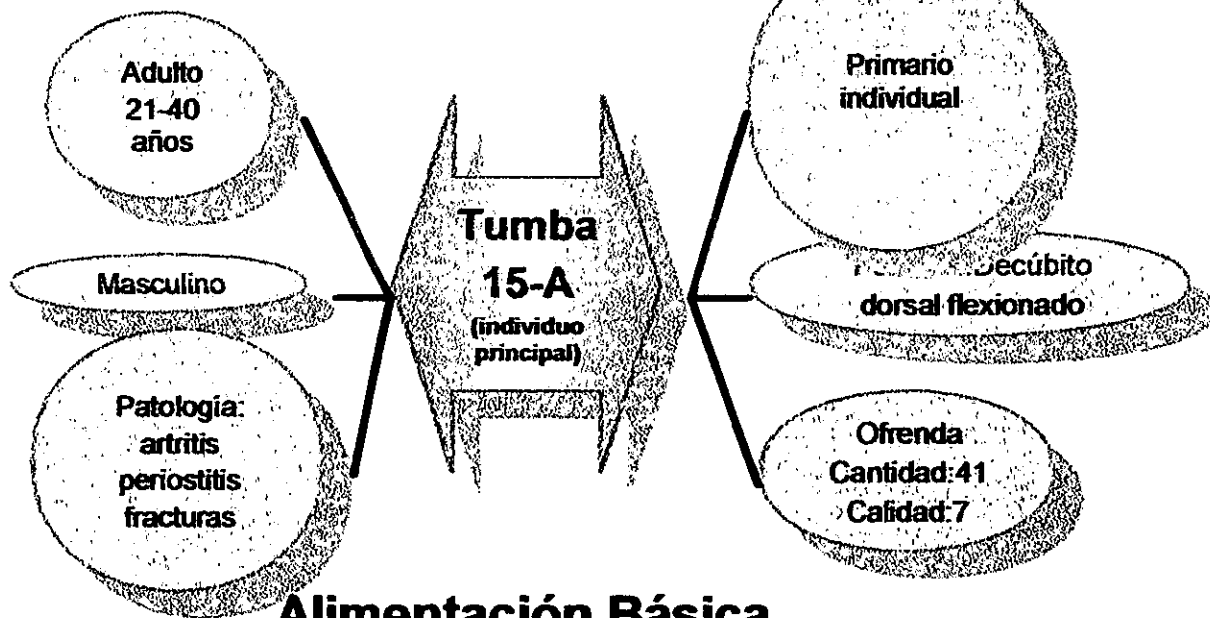 Adulto
21-40
años
Masculino
Patología:
artritis
periostitis
fracturas
Tumba
15-A
(individuo
principal)
Primario
individual
Decúbito
dorsal flexionado
Ofrenda
Cantidad:41
Calidad:7
Alimentación Básica